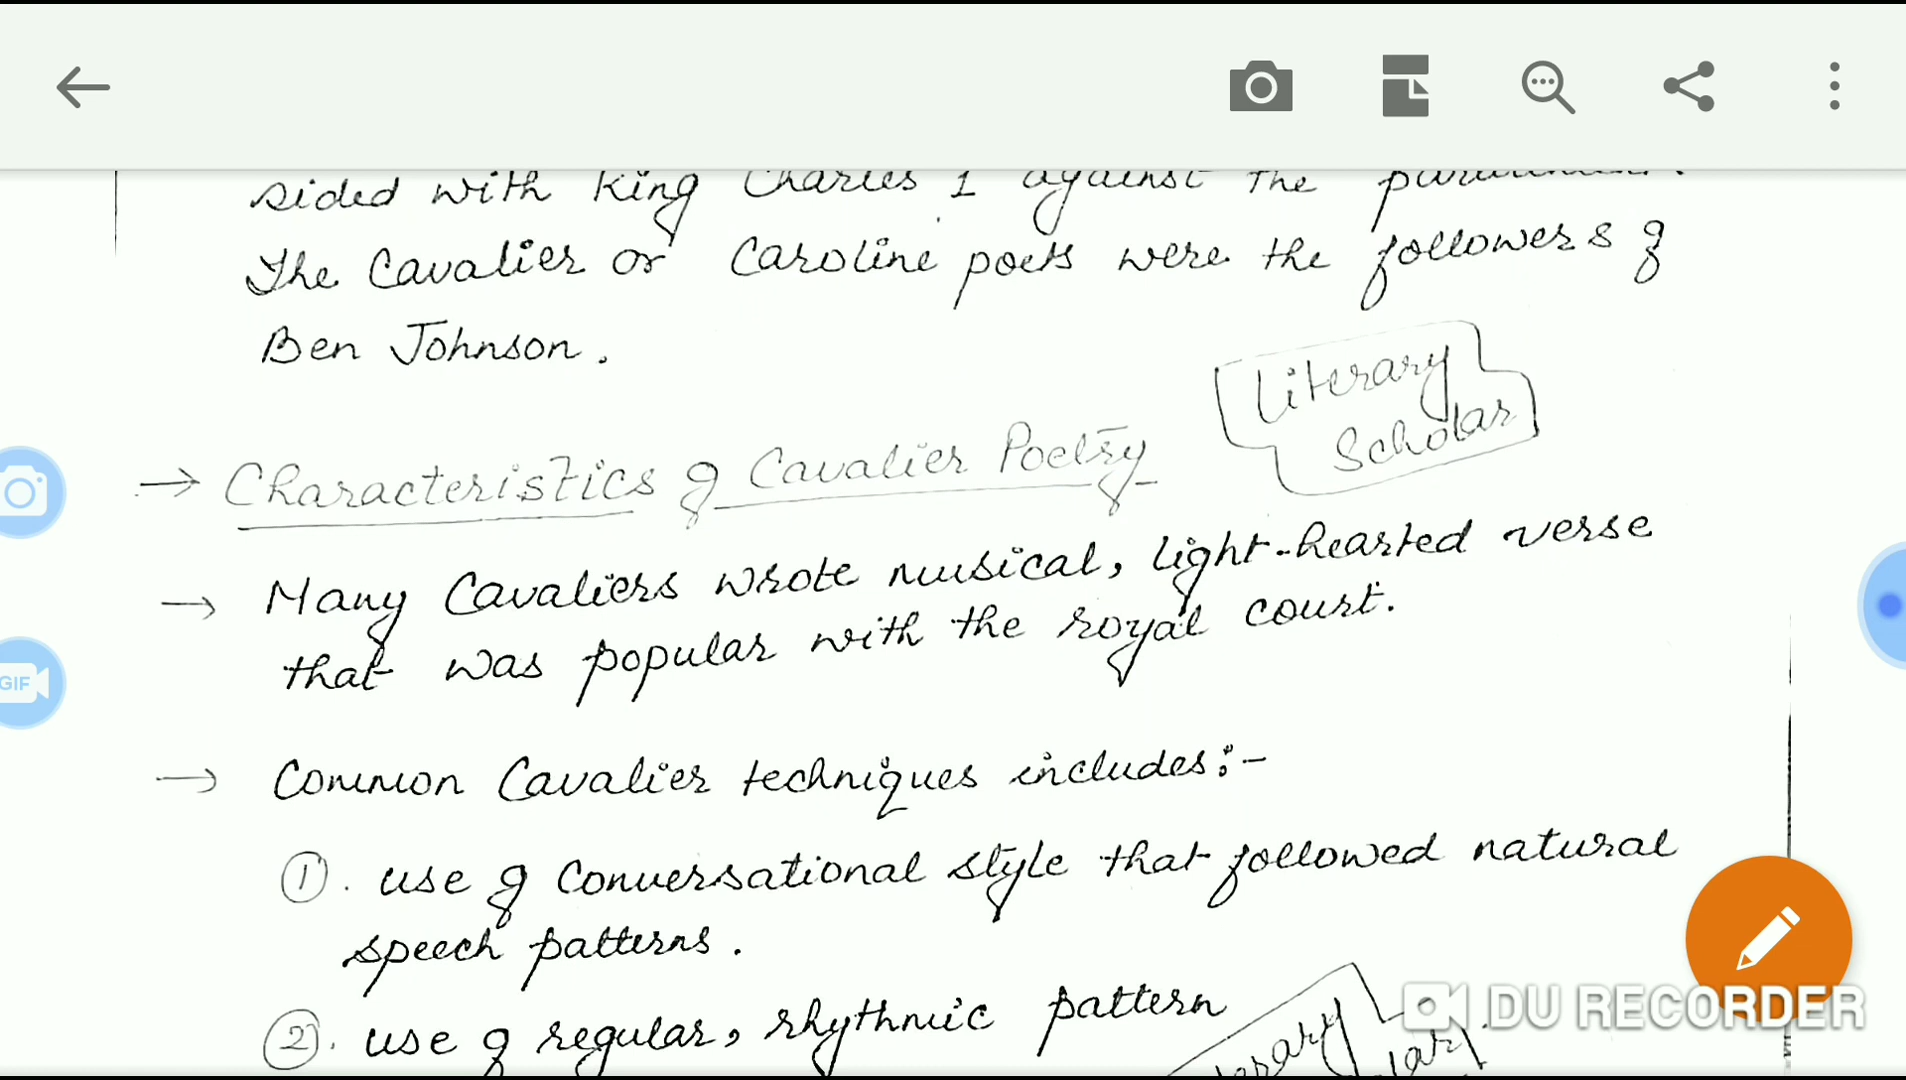 sided with King Charles I against the parliament.
The Cavalier or Caroline poets were the followers of
Ben Johnson.
Literary
Scholar
→ Characteristics of Cavalier Poetry
→ Many Cavaliers wrote musical, light-hearted verse
that was popular with the royal court.
→ Common Cavalier techniques includes:-
GIF
①. use of conversational style that followed natural
speech patterns.
②. use of regular, rhythmic pattern
DU RECORDER